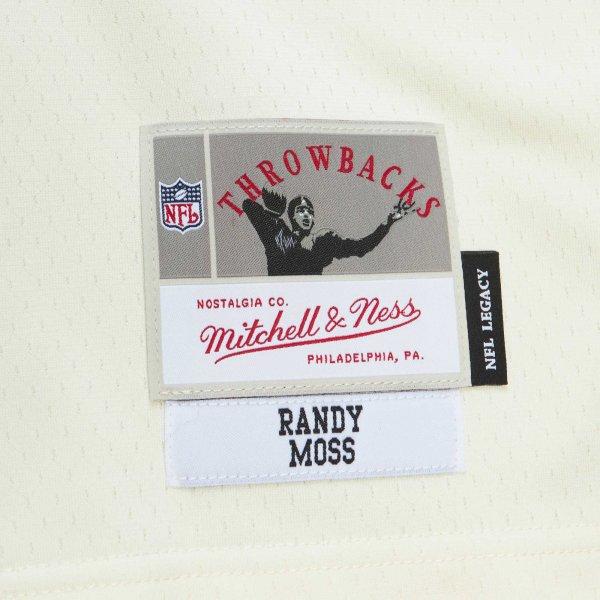 THROWBACKS
NFL
NOSTALGIA CO.
Mitchell & Ness
PHILADELPHIA, PA.
NFL LEGACY
RANDY
MOSS